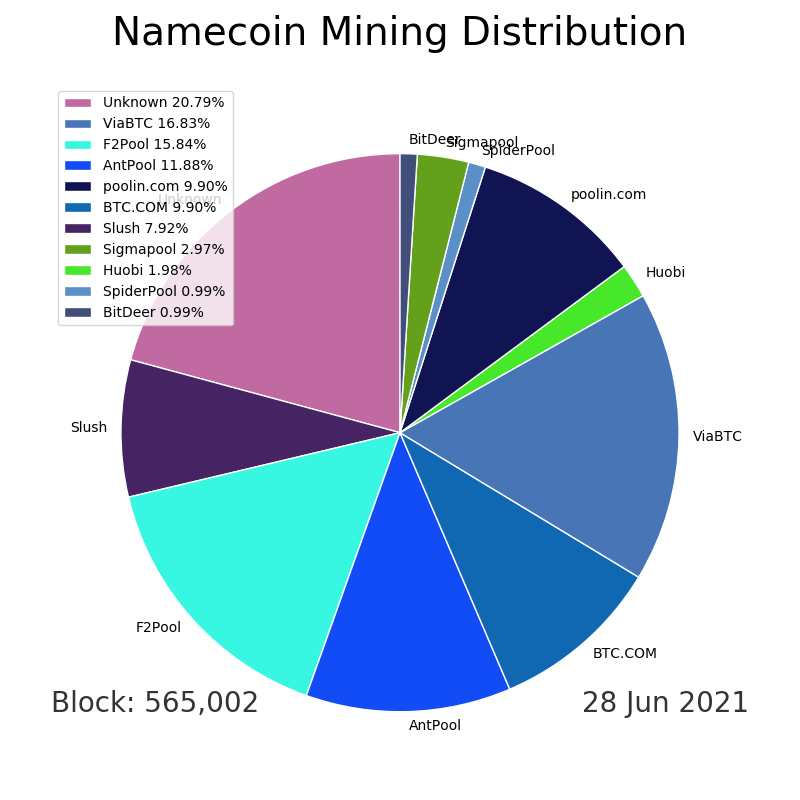 Namecoin Mining Distribution
Unknown 20.79%
ViaBTC 16.83%
F2Pool 15.84%
AntPool 11.88%
poolin.com 9.90%
BTC.COM 9.90%
Slush 7.92%
Sigmapool 2.97%
Huobi 1.98%
SpiderPool 0.99%
BitDeer 0.99%
BitDeer
Sigmapool
SpiderPool
poolin.com
Unknown
Huobi
Slush
ViaBTC
F2Pool
BTC.COM
AntPool
Block: 565,002
28 Jun 2021